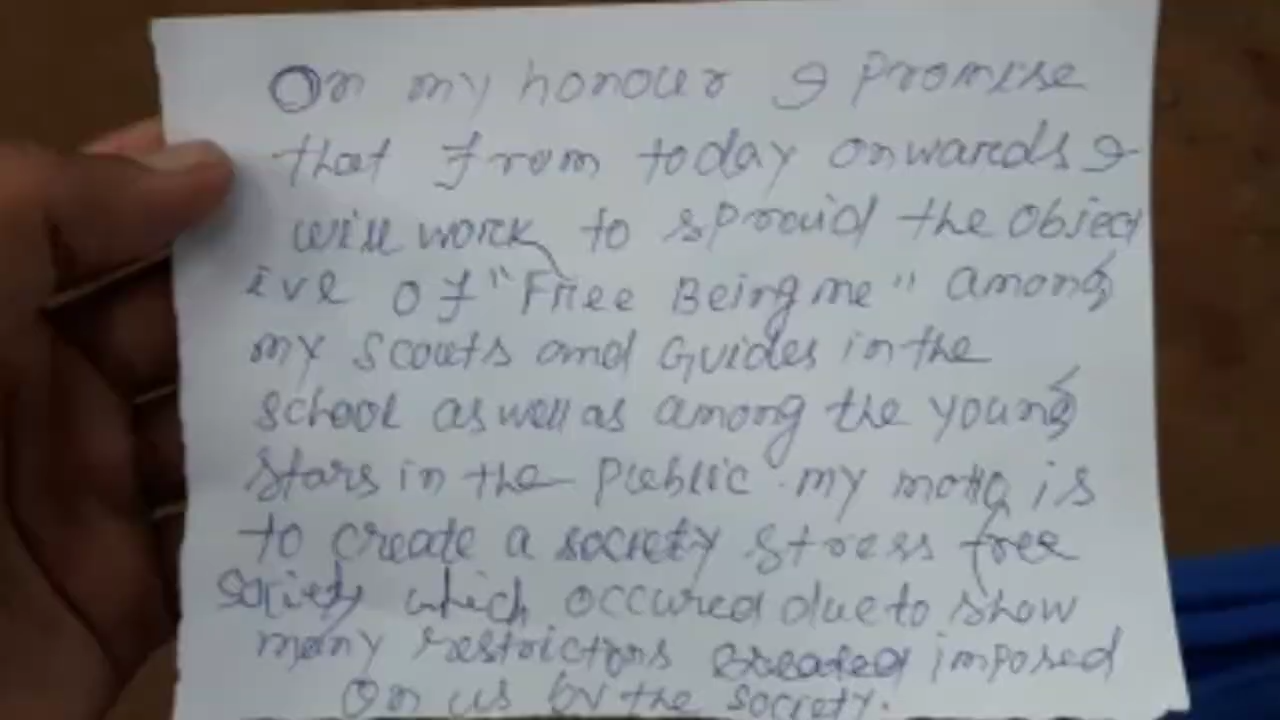 On my honour I promise
that from today onwards I
will work to spraid the object
ive of "Free Being me" among
my scouts and Guides in the
school as well as among the young
stars in the public. my motto is
to create a society stress free
society which occured due to show
many restrictions created imposed
on us by the society.